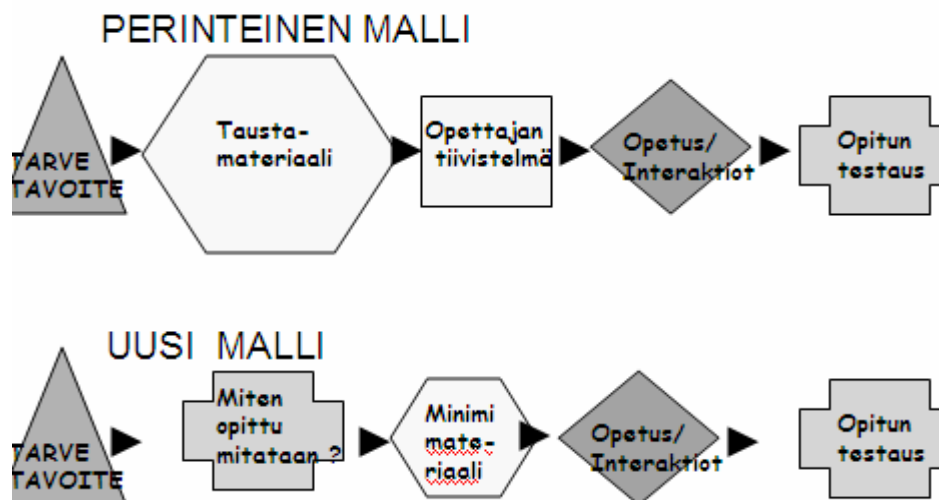 PERINTEINEN MALLI
TARVE
TAVOITE
Tausta-
materiaali
Opettajan
tiivistelmä
Opetus/
Interaktiot
Opitun
testaus
UUSI MALLI
TARVE
TAVOITE
Miten
opittu
mitataan ?
Minimi
mate-
riaali
Opetus/
Interaktiot
Opitun
testaus